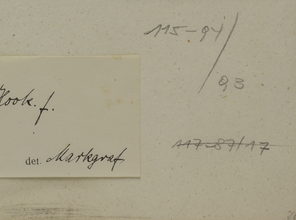 115-94/93
Hook. f.
det. Markgraf
117-87/17